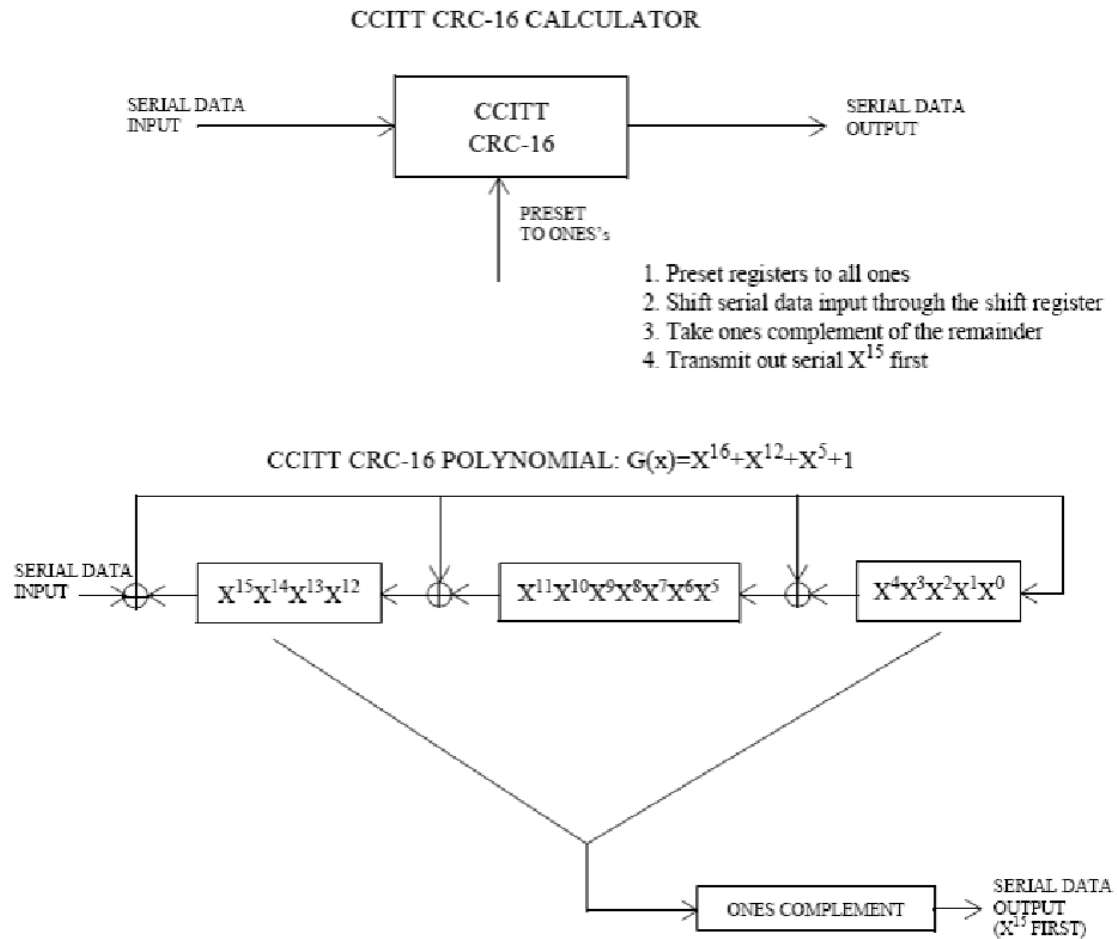 CCITT CRC-16 CALCULATOR
SERIAL DATA
INPUT
CCITT
CRC-16
SERIAL DATA
OUTPUT
PRESET
TO ONES's
1. Preset registers to all ones
2. Shift serial data input through the shift register
3. Take ones complement of the remainder
4. Transmit out serial X¹⁵ first
CCITT CRC-16 POLYNOMIAL: G(x)=X¹⁶+X¹²+X⁵+1
SERIAL DATA
INPUT
X¹⁵X¹⁴X¹³X¹²
X¹¹X¹⁰X⁹X⁸X⁷X⁶X⁵
X⁴X³X²X¹X⁰
ONES COMPLEMENT
SERIAL DATA
OUTPUT
(X¹⁵ FIRST)